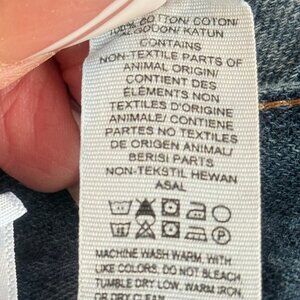 100% COTTON/ COTON/
ALGODON/ KATUN
CONTAINS
NON-TEXTILE PARTS OF
ANIMAL ORIGIN/
CONTIENT DES
ÉLÉMENTS NON
TEXTILES D'ORIGINE
ANIMALE/ CONTIENE
PARTES NO TEXTILES
DE ORIGEN ANIMAL/
BERISI PARTS
NON-TEKSTIL HEWAN
ASAL
MACHINE WASH WARM, WITH
LIKE COLORS, DO NOT BLEACH,
TUMBLE DRY LOW, WARM IRON,
OR DRY CLEAN